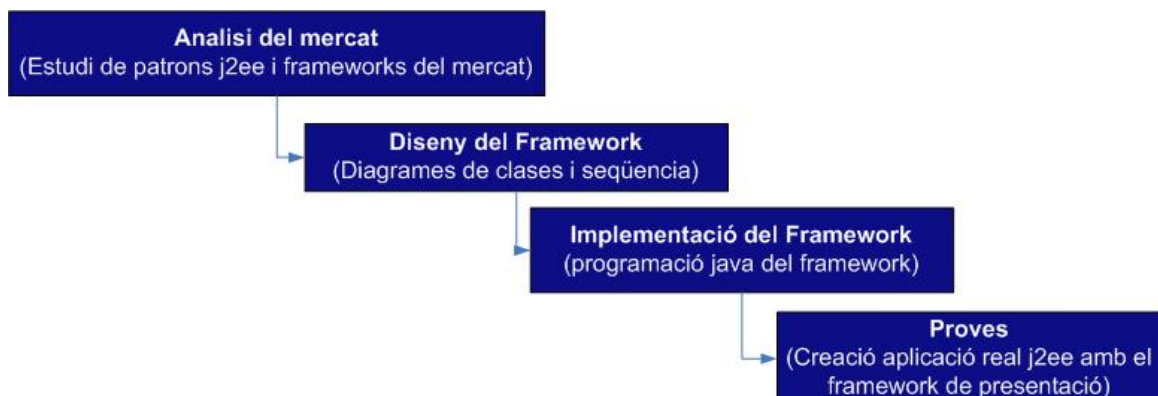 Analisi del mercat
(Estudi de patrons j2ee i frameworks del mercat)
Diseny del Framework
(Diagrames de clases i seqüencia)
Implementació del Framework
(programació java del framework)
Proves
(Creació aplicació real j2ee amb el
framework de presentació)